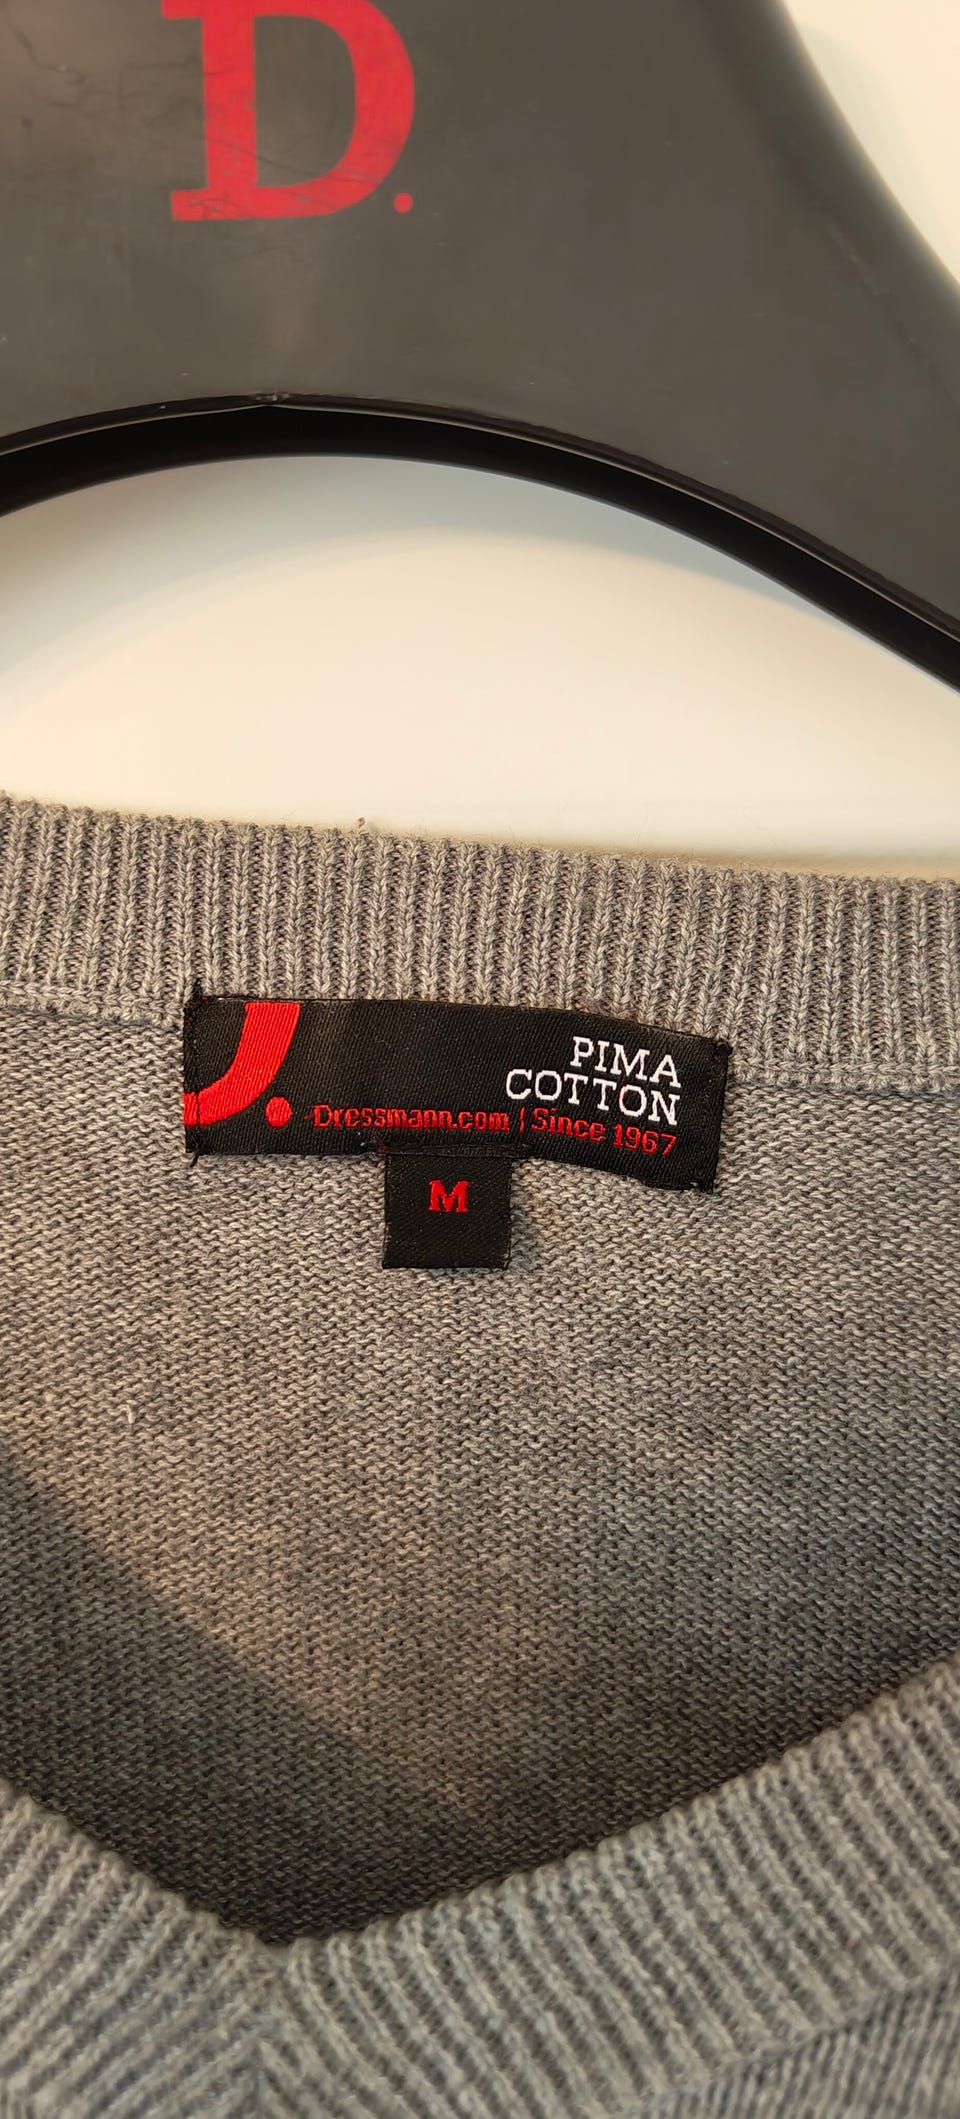 D.
PIMA
COTTON
Dressmann.com | Since 1967
M